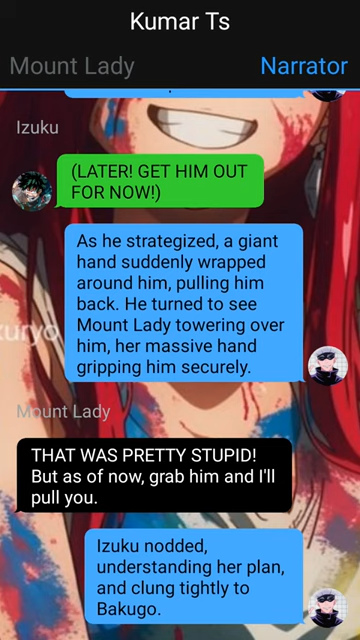 Kumar Ts
Mount Lady
Narrator
Izuku
(LATER! GET HIM OUT
FOR NOW!)
As he strategized, a giant
hand suddenly wrapped
around him, pulling him
back. He turned to see
Mount Lady towering over
him, her massive hand
gripping him securely.
Mount Lady
THAT WAS PRETTY STUPID!
But as of now, grab him and I'll
pull you.
Izuku nodded,
understanding her plan,
and clung tightly to
Bakugo.